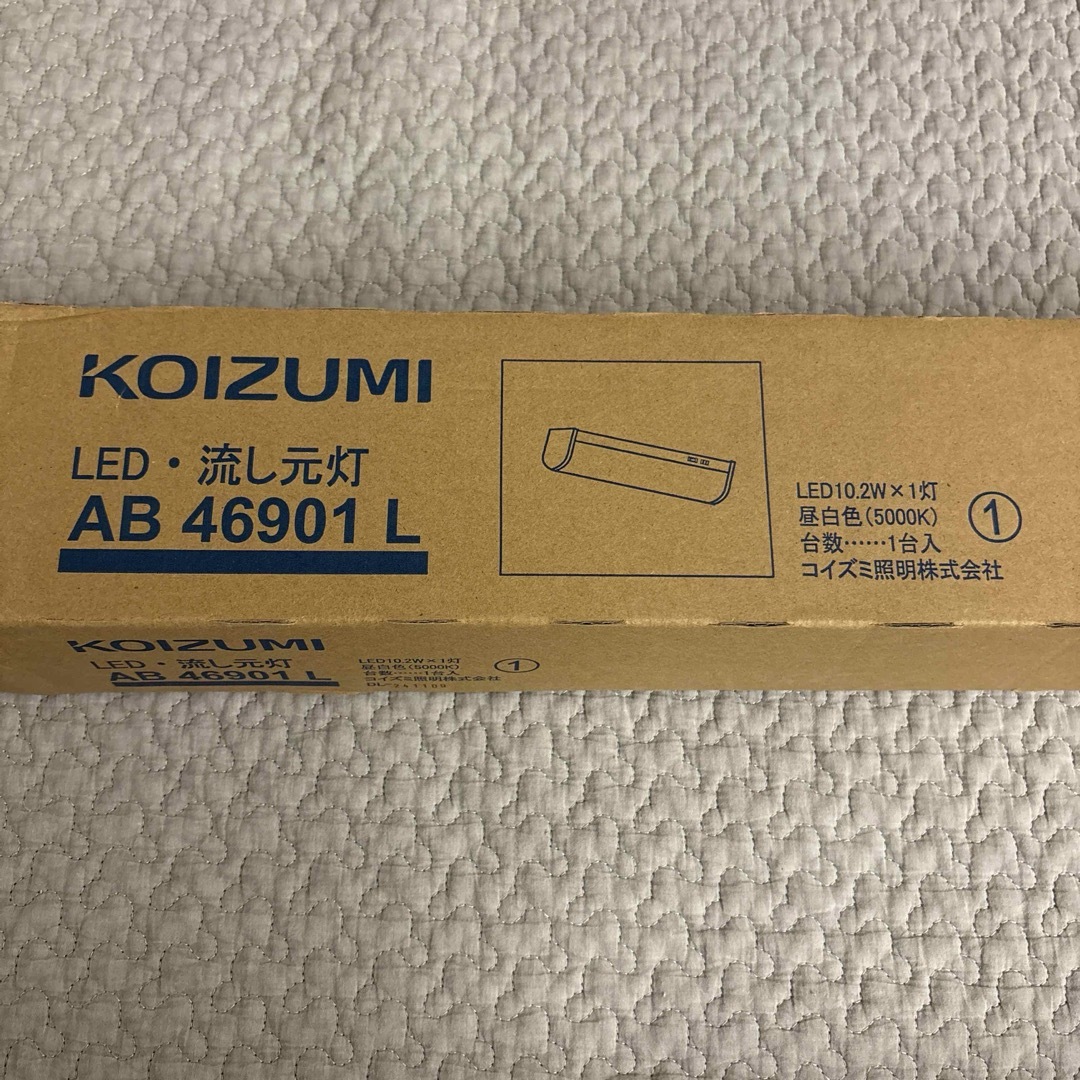 KOIZUMI
LED・流し元灯
AB 46901 L
LED10.2W×1灯
昼白色(5000K)
台数……1台入
コイズミ照明株式会社
①
KOIZUMI
LED・流し元灯
AB 46901 L
LED10.2W×1灯
昼白色(5000K)
台数……1台入
コイズミ照明株式会社
①